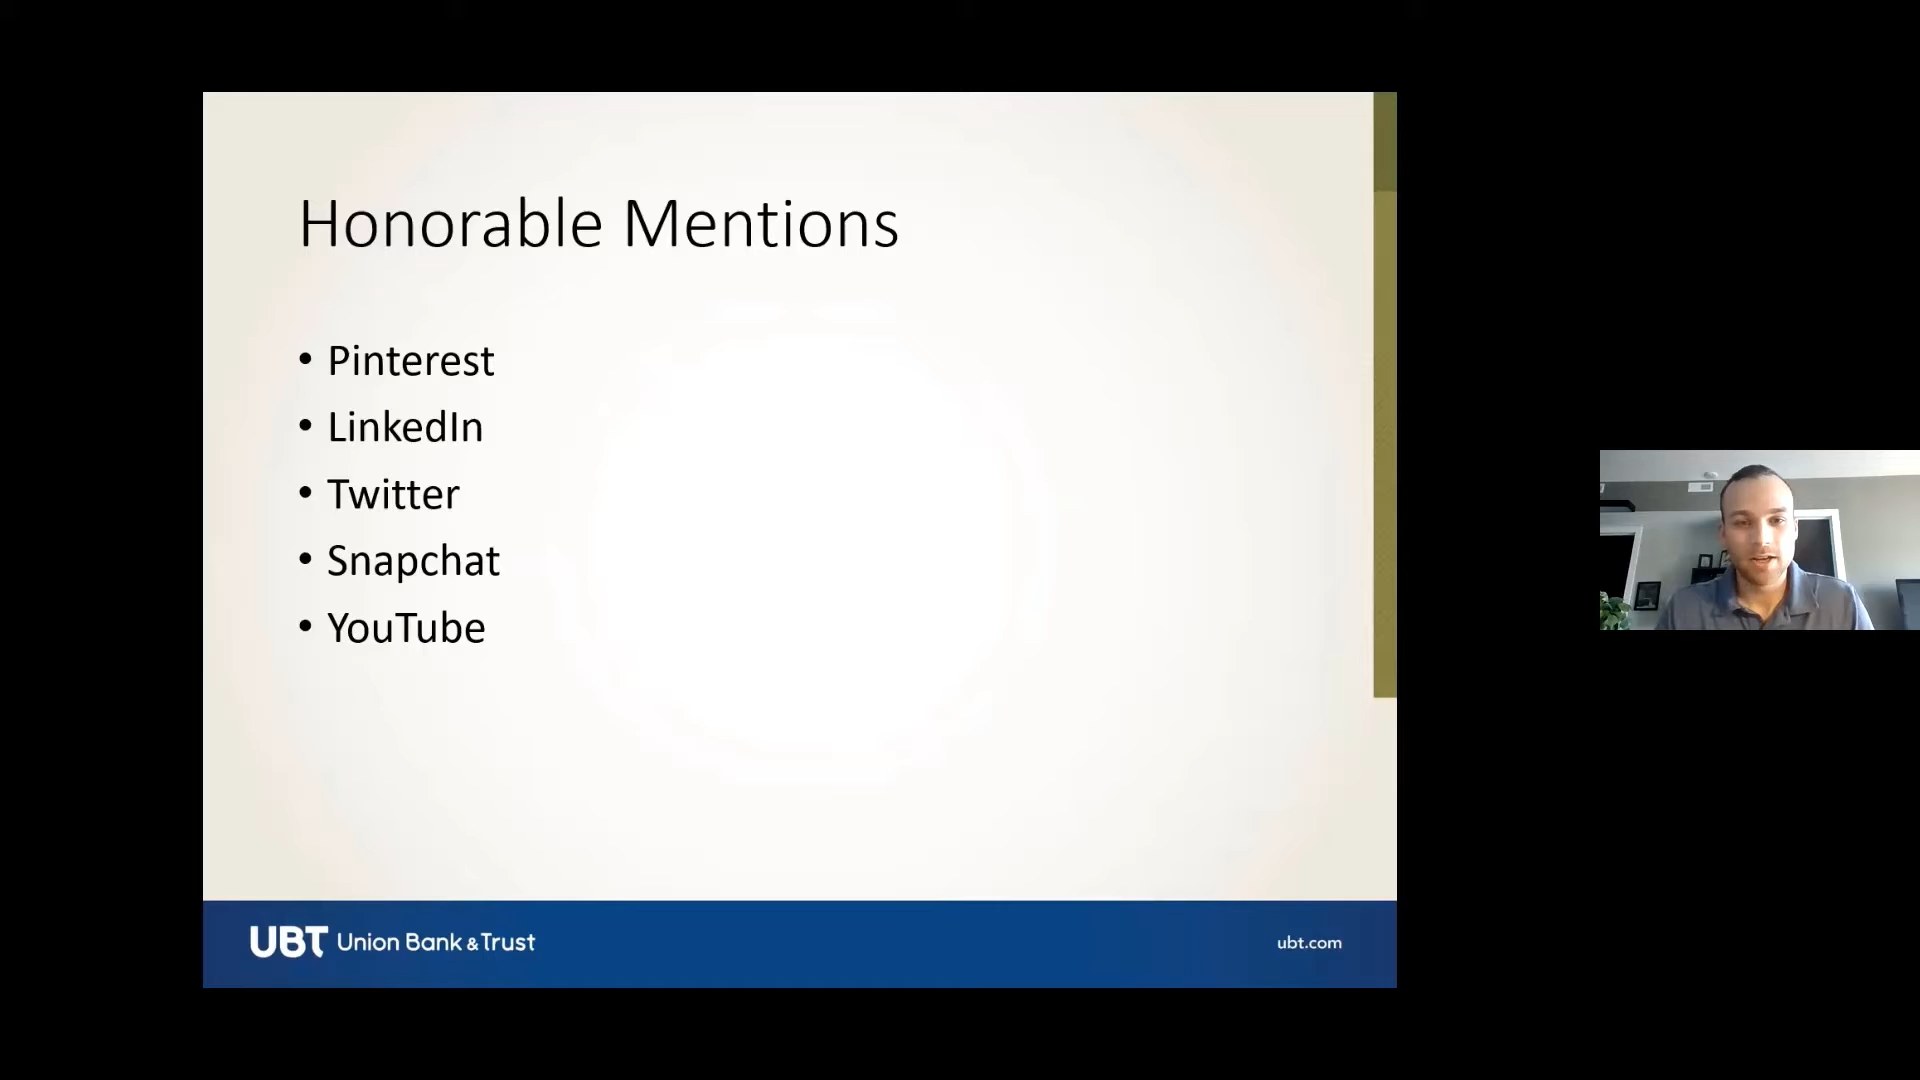 Honorable Mentions
• Pinterest
• LinkedIn
• Twitter
• Snapchat
• YouTube
UBT Union Bank & Trust
ubt.com